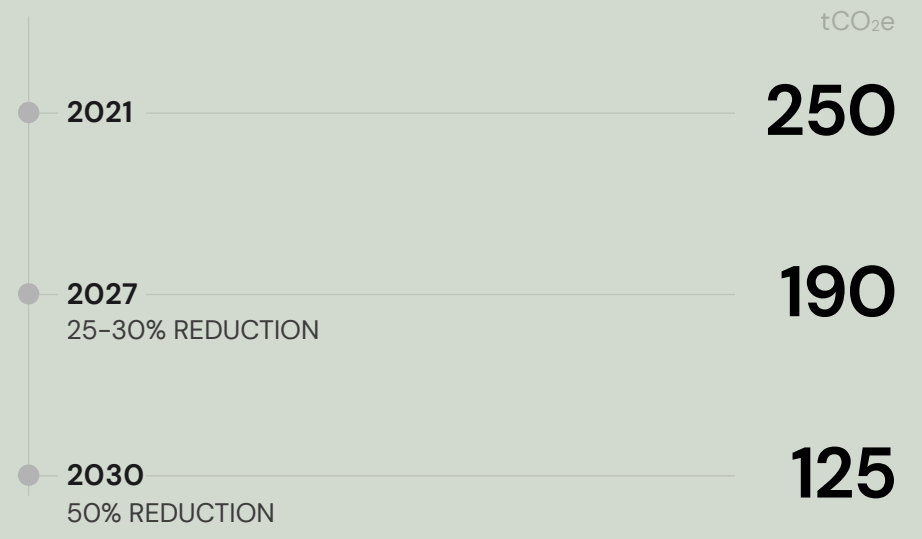 tCO₂e
2021 250
2027 190
25–30% REDUCTION
2030 125
50% REDUCTION